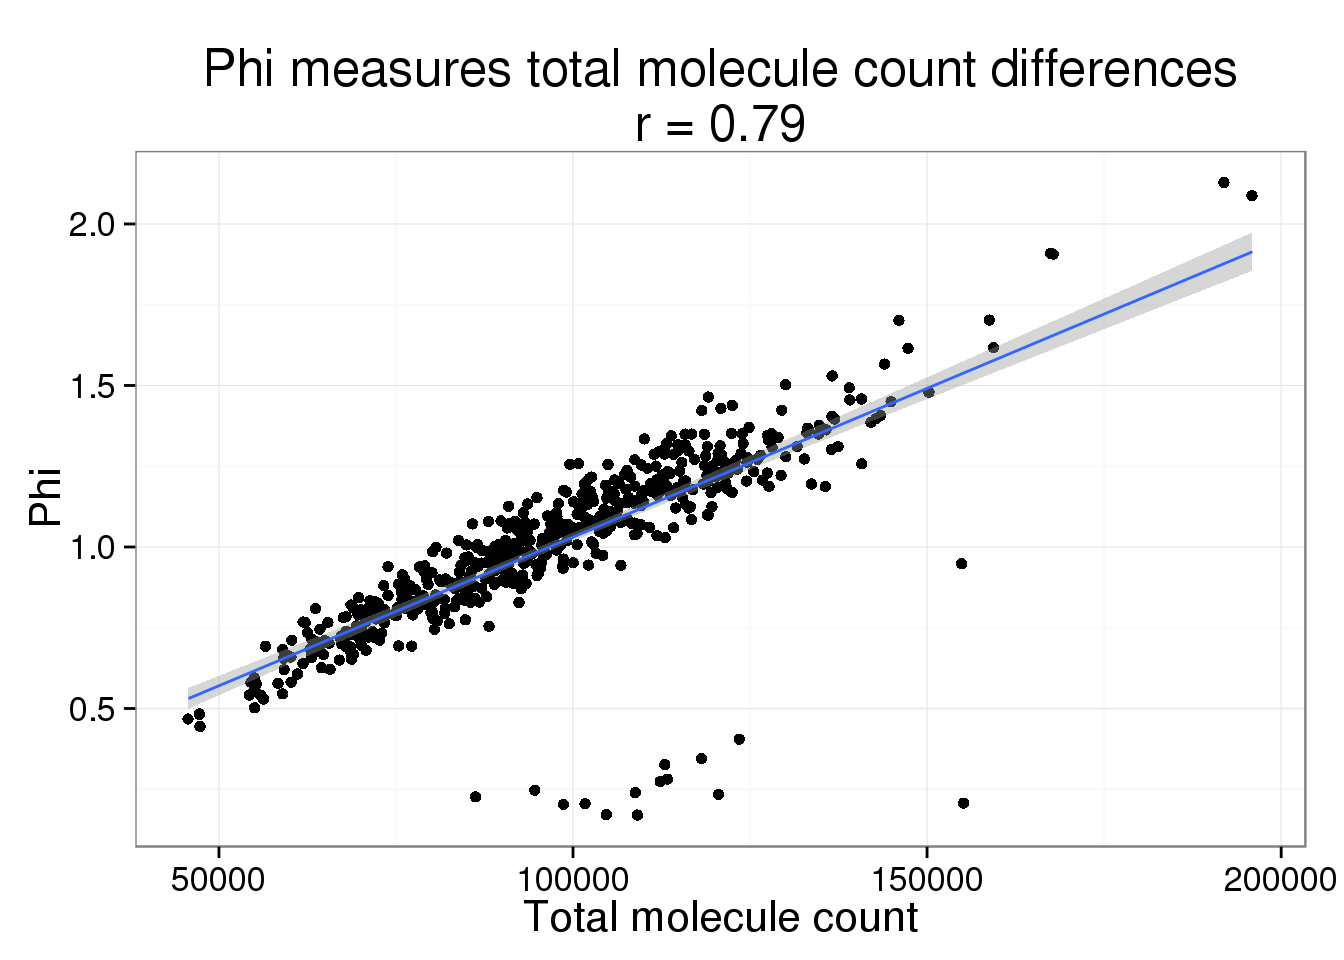 Phi measures total molecule count differences
r = 0.79
2.0
1.5
1.0
0.5
Phi
50000
100000
150000
200000
Total molecule count